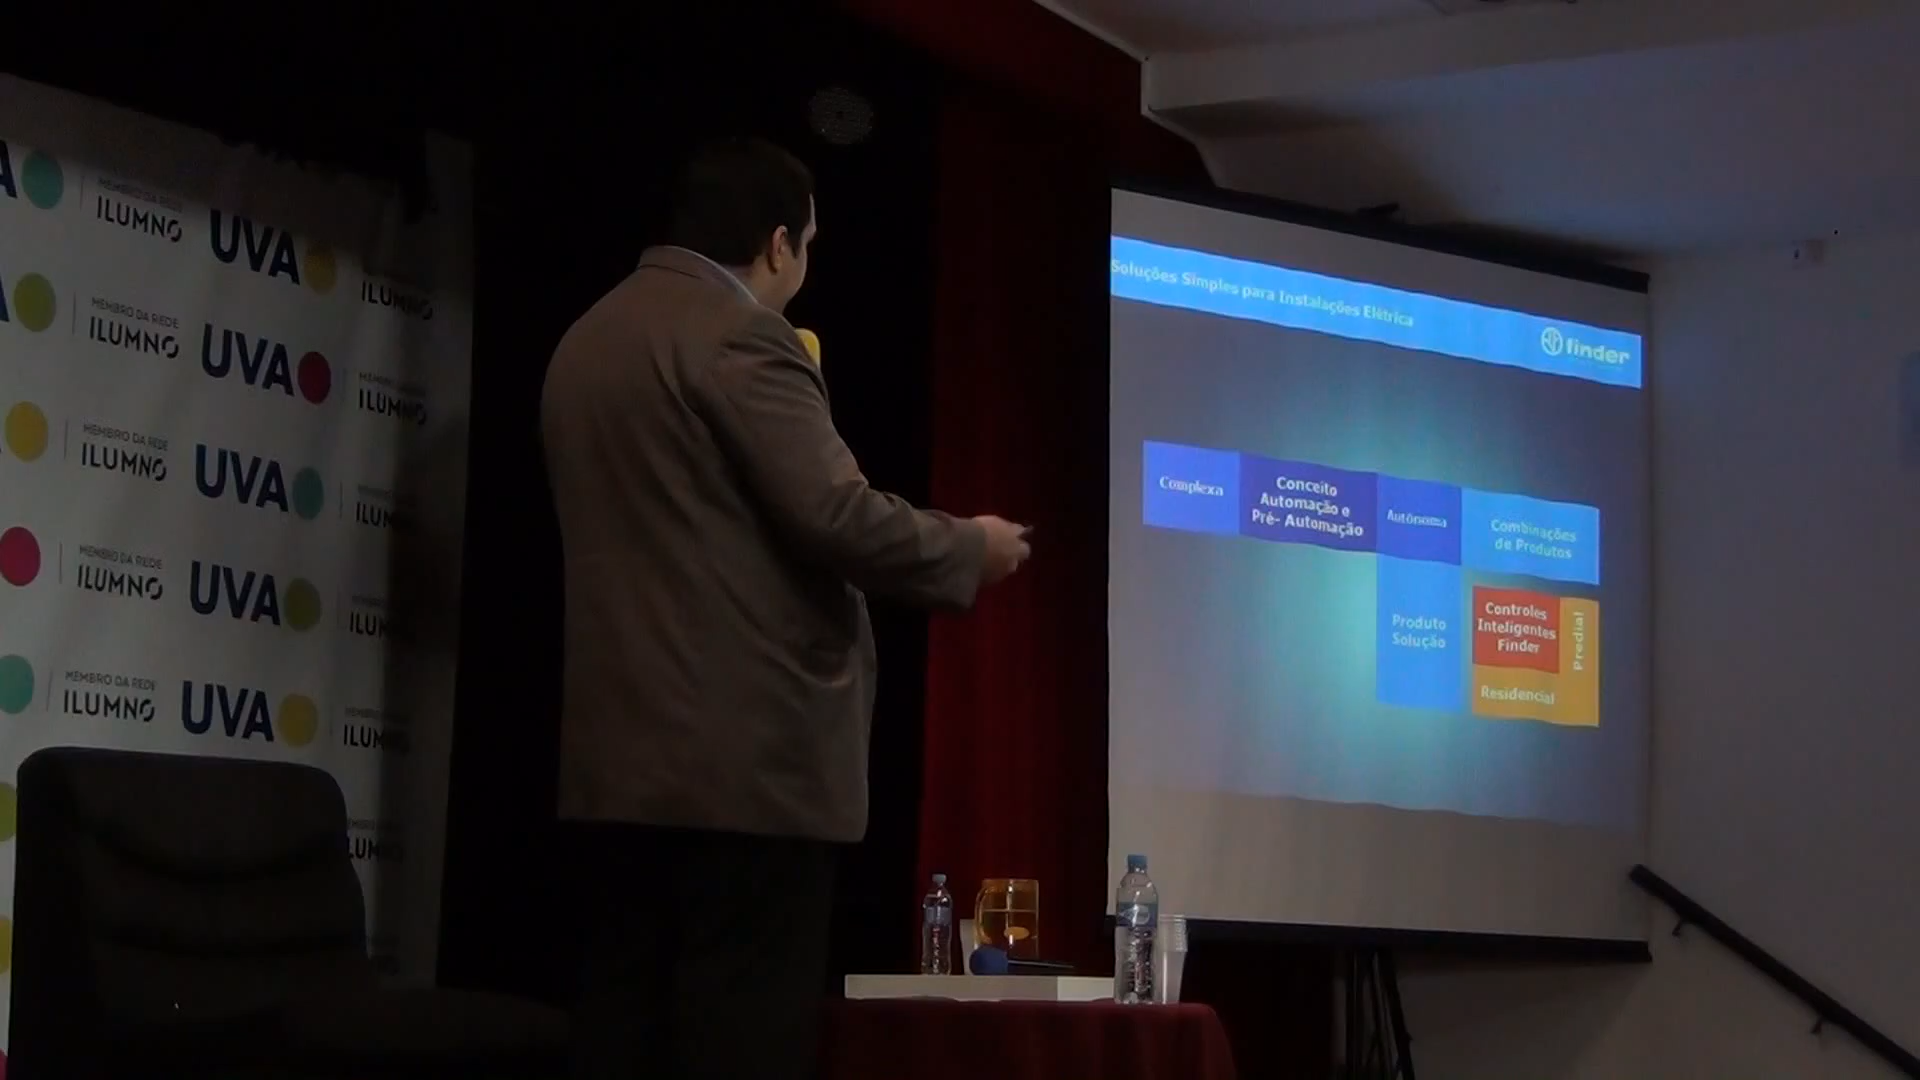 MEMBRO DA REDE
ILUMNO
UVA
ILUMNO
MEMBRO DA REDE
ILUMNO
UVA
ILUMNO
MEMBRO DA REDE
ILUMNO
UVA
MEMBRO DA REDE
ILUMNO
UVA
MEMBRO DA REDE
ILUMNO
UVA
Soluções Simples para Instalações Elétrica
finder
Complexa
Conceito
Automação e
Pré- Automação
Autônoma
Combinações
de Produtos
Produto
Solução
Controles
Inteligentes
Finder
Predial
Residencial